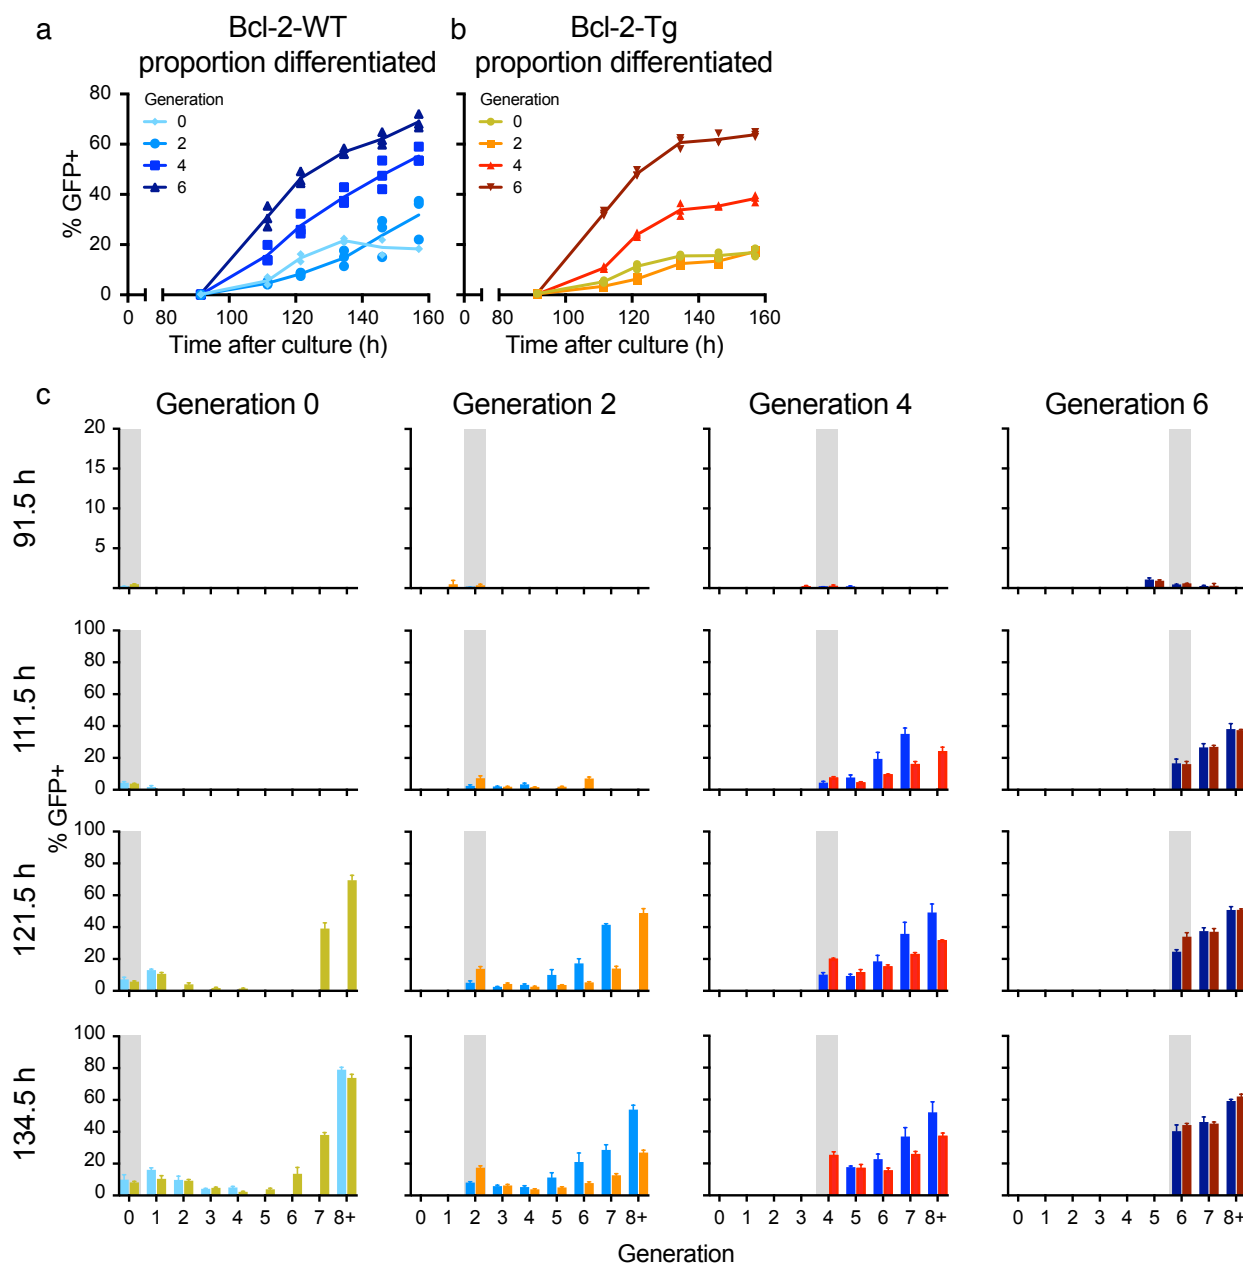 a
Bcl-2-WT
proportion differentiated
b
Bcl-2-Tg
proportion differentiated
% GFP+
80
60
40
20
0
Generation
0
2
4
6
0 80 100 120 140 160
Time after culture (h)
Generation
0
2
4
6
0 80 100 120 140 160
Time after culture (h)
c
Generation 0 Generation 2 Generation 4 Generation 6
91.5 h
20
15
10
5
111.5 h
100
80
60
40
20
0
% GFP+
121.5 h
100
80
60
40
20
0
134.5 h
100
80
60
40
20
0
0 1 2 3 4 5 6 7 8+ 0 1 2 3 4 5 6 7 8+ 0 1 2 3 4 5 6 7 8+ 0 1 2 3 4 5 6 7 8+
Generation